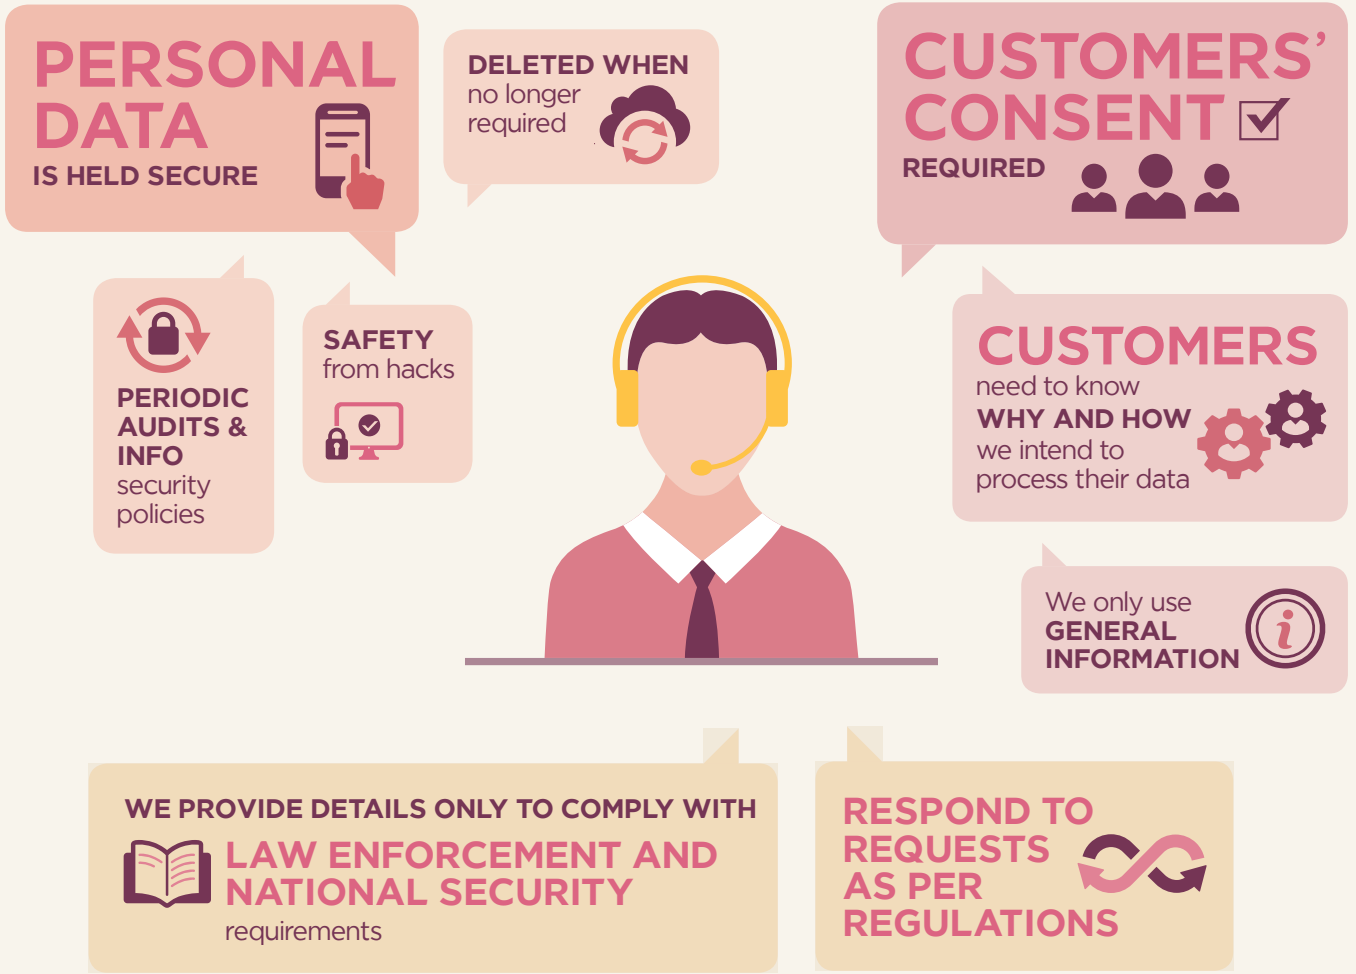 PERSONAL
DATA
IS HELD SECURE
DELETED WHEN
no longer
required
PERIODIC
AUDITS &
INFO
security
policies
SAFETY
from hacks
CUSTOMERS’
CONSENT
REQUIRED
CUSTOMERS
need to know
WHY AND HOW
we intend to
process their data
We only use
GENERAL
INFORMATION
i
WE PROVIDE DETAILS ONLY TO COMPLY WITH
LAW ENFORCEMENT AND
NATIONAL SECURITY
requirements
RESPOND TO
REQUESTS
AS PER
REGULATIONS